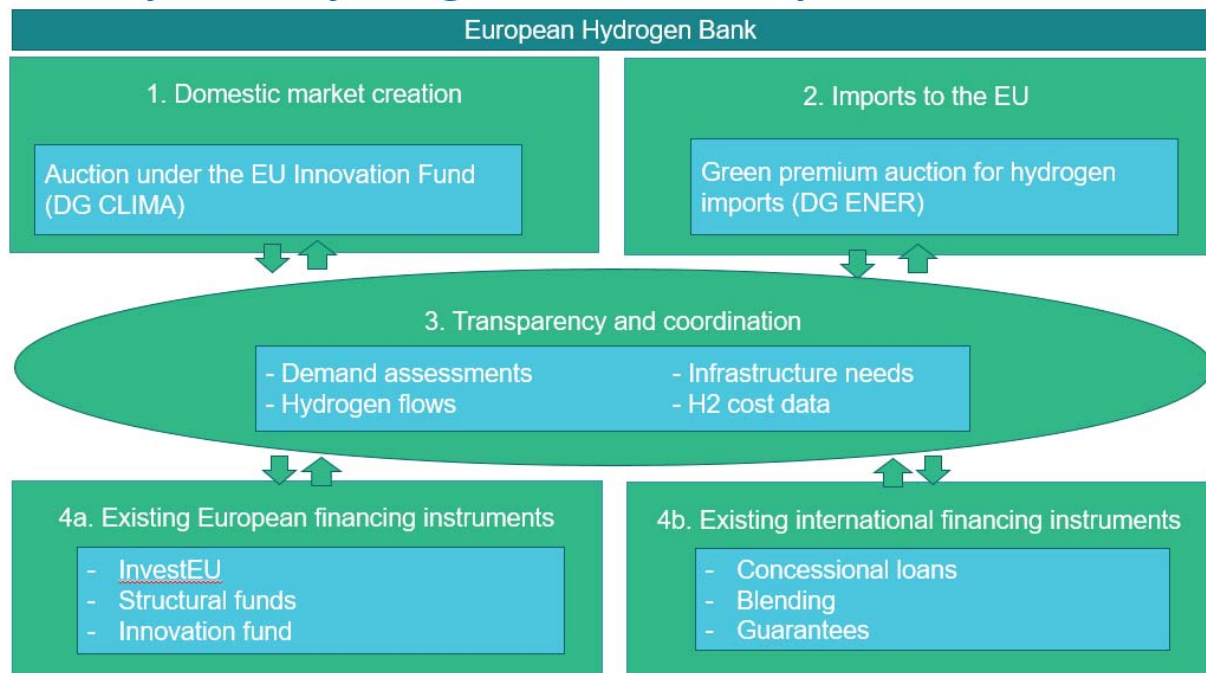 European Hydrogen Bank
1. Domestic market creation
Auction under the EU Innovation Fund
(DG CLIMA)
2. Imports to the EU
Green premium auction for hydrogen
imports (DG ENER)
3. Transparency and coordination
- Demand assessments
- Hydrogen flows
- Infrastructure needs
- H2 cost data
4a. Existing European financing instruments
- InvestEU
- Structural funds
- Innovation fund
4b. Existing international financing instruments
- Concessional loans
- Blending
- Guarantees